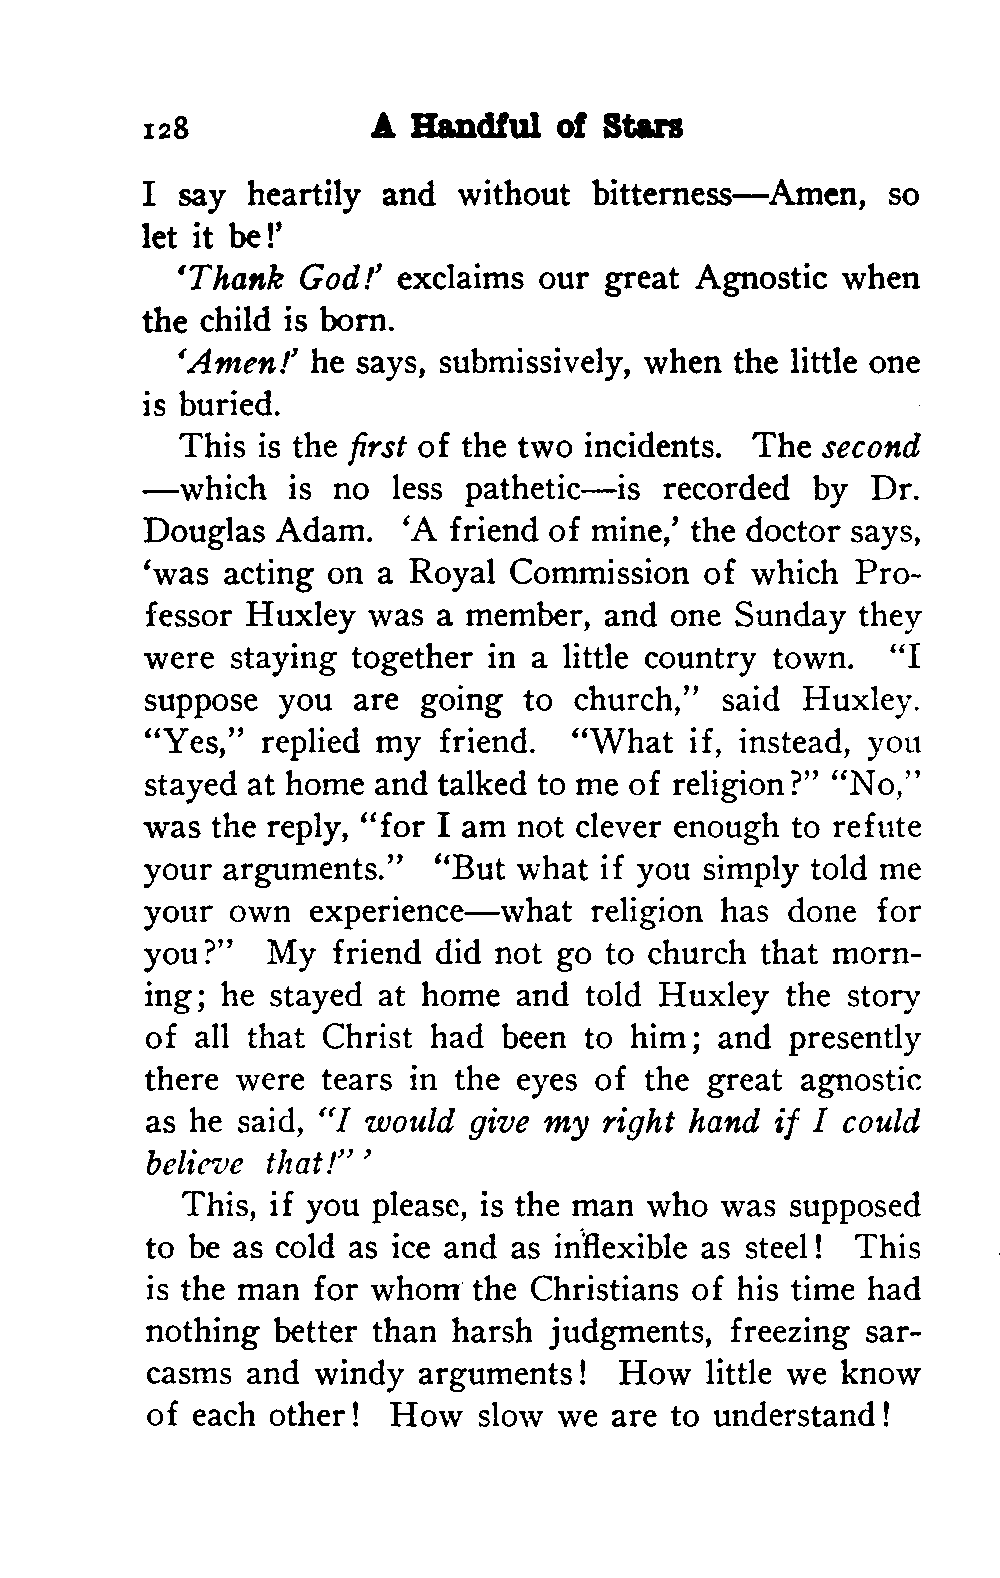 128 A Handful of Stars
I say heartily and without bitterness—Amen, so
let it be!'
'Thank God!' exclaims our great Agnostic when
the child is born.
'Amen!' he says, submissively, when the little one
is buried.
This is the first of the two incidents. The second
—which is no less pathetic—is recorded by Dr.
Douglas Adam. 'A friend of mine,' the doctor says,
'was acting on a Royal Commission of which Pro-
fessor Huxley was a member, and one Sunday they
were staying together in a little country town. "I
suppose you are going to church," said Huxley.
"Yes," replied my friend. "What if, instead, you
stayed at home and talked to me of religion?" "No,"
was the reply, "for I am not clever enough to refute
your arguments." "But what if you simply told me
your own experience—what religion has done for
you?" My friend did not go to church that morn-
ing; he stayed at home and told Huxley the story
of all that Christ had been to him; and presently
there were tears in the eyes of the great agnostic
as he said, "I would give my right hand if I could
believe that!" '
This, if you please, is the man who was supposed
to be as cold as ice and as inflexible as steel! This
is the man for whom the Christians of his time had
nothing better than harsh judgments, freezing sar-
casms and windy arguments! How little we know
of each other! How slow we are to understand!